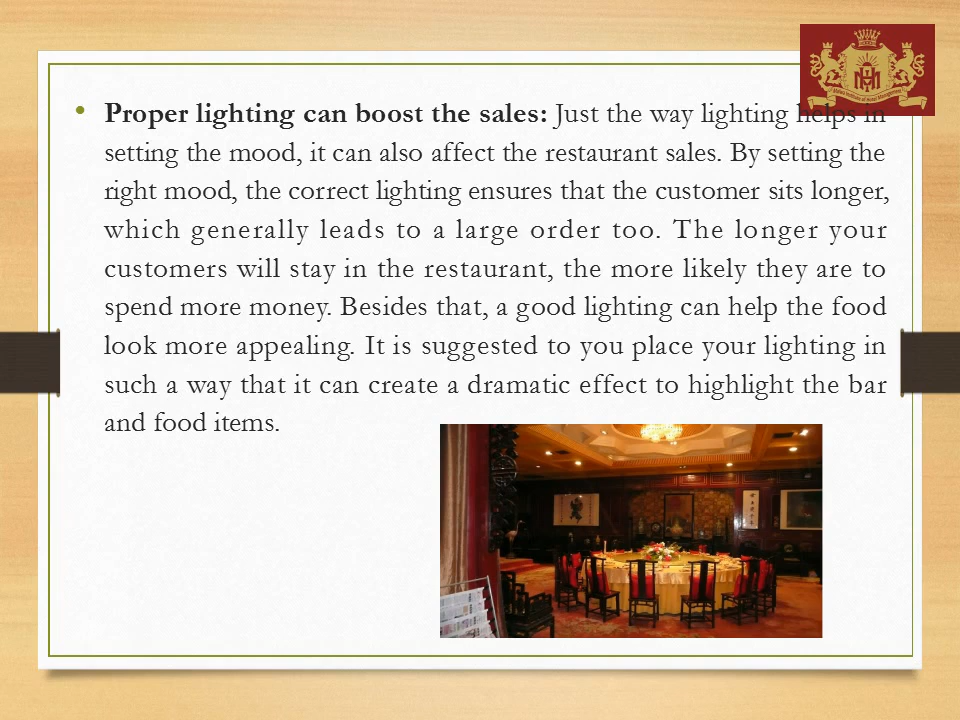 • Proper lighting can boost the sales: Just the way lighting helps in
setting the mood, it can also affect the restaurant sales. By setting the
right mood, the correct lighting ensures that the customer sits longer,
which generally leads to a large order too. The longer your
customers will stay in the restaurant, the more likely they are to
spend more money. Besides that, a good lighting can help the food
look more appealing. It is suggested to you place your lighting in
such a way that it can create a dramatic effect to highlight the bar
and food items.